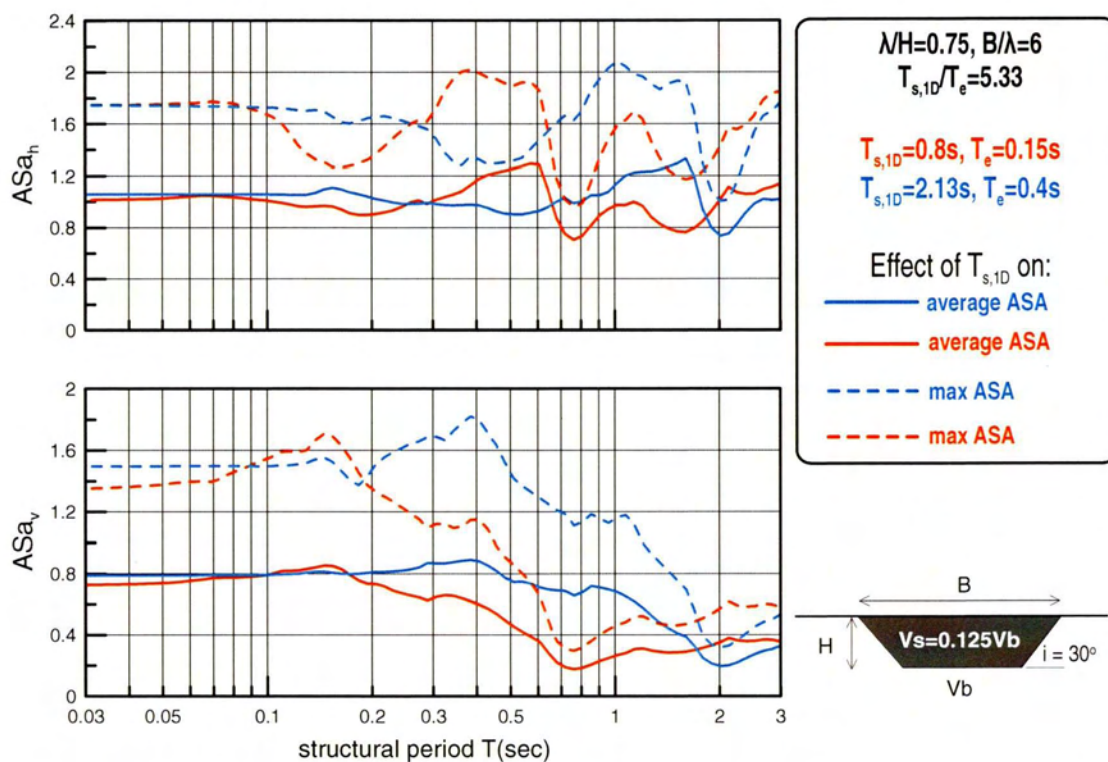 2.4
2
1.6
1.2
0.8
0.4
0
ASa_h
2
1.6
1.2
0.8
0.4
0
ASa_v
0.03 0.05 0.1 0.2 0.3 0.5 1 2 3
structural period T(sec)
λ/H=0.75, B/λ=6
T_s,1D/T_e=5.33
T_s,1D=0.8s, T_e=0.15s
T_s,1D=2.13s, T_e=0.4s
Effect of T_s,1D on:
average ASA
average ASA
max ASA
max ASA
B
H
Vs=0.125Vb
i = 30°
Vb